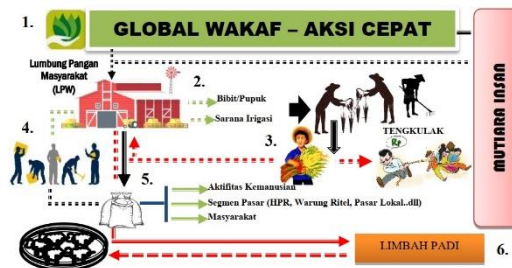 1.
GLOBAL WAKAF – AKSI CEPAT
Lumbung Pangan
Masyarakat
(LPW)
2.
Bibit/Pupuk
Sarana Irigasi
4.
3.
TENGKULAK
Rp
MUTIARA INSAN
5.
Aktifitas Kemanusian
Segmen Pasar (HPR, Warung Ritel, Pasar Lokal..dll)
Masyarakat
LIMBAH PADI
6.